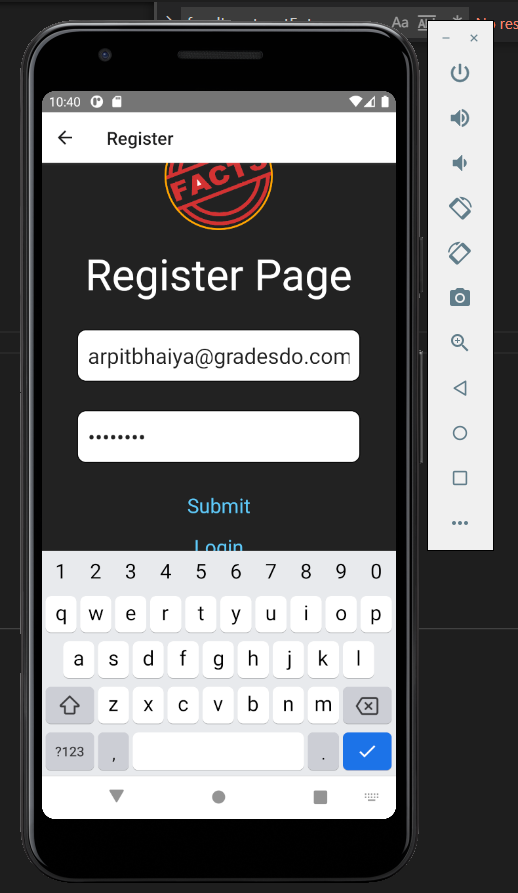 Aa
No res
10:40
Register
FACTS
Register Page
arpitbhaiya@gradesdo.com
••••••••
Submit
Login
1 2 3 4 5 6 7 8 9 0
q w e r t y u i o p
a s d f g h j k l
z x c v b n m
?123 , .